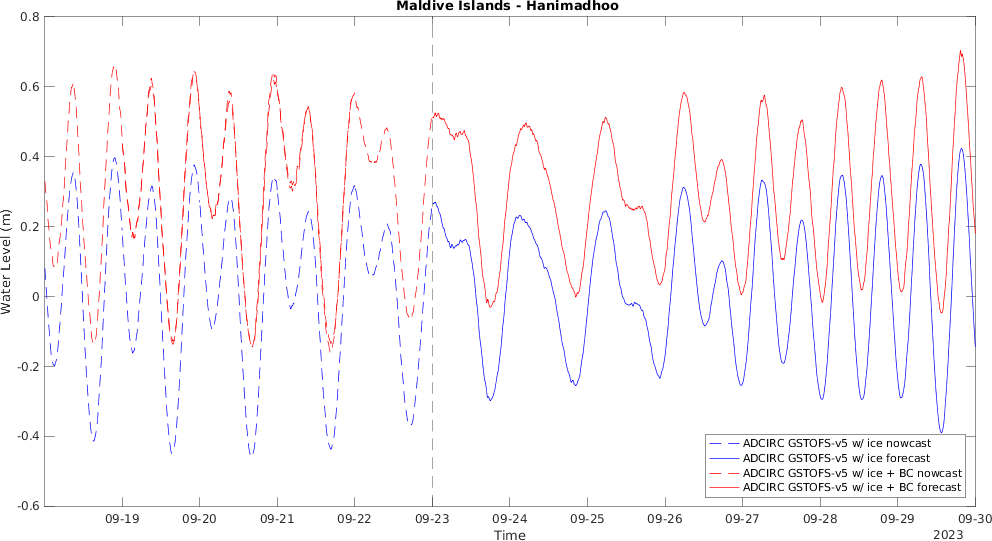 Maldive Islands - Hanimadhoo
Water Level (m)
0.8
0.6
0.4
0.2
0
-0.2
-0.4
-0.6
09-19 09-20 09-21 09-22 09-23 09-24 09-25 09-26 09-27 09-28 09-29 09-30
Time
2023
ADCIRC GSTOFS-v5 w/ ice nowcast
ADCIRC GSTOFS-v5 w/ ice forecast
ADCIRC GSTOFS-v5 w/ ice + BC nowcast
ADCIRC GSTOFS-v5 w/ ice + BC forecast